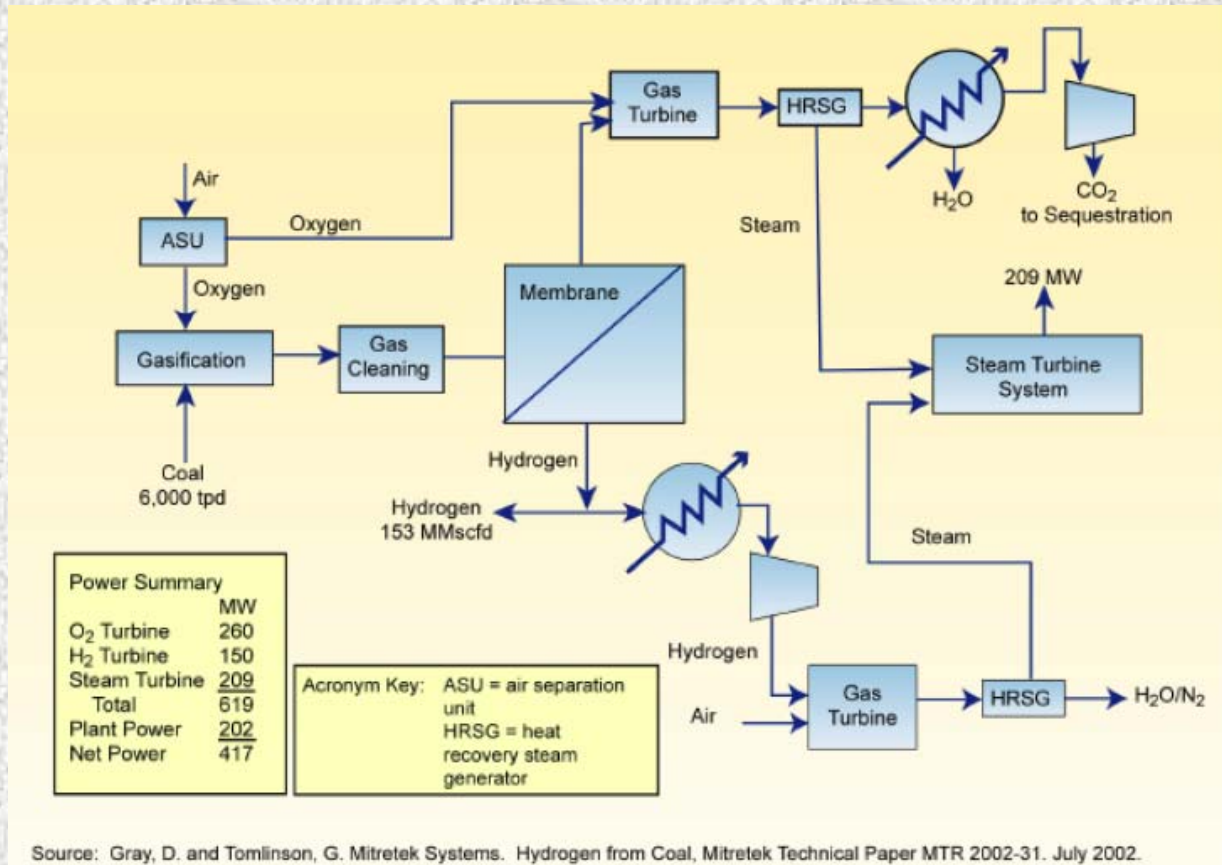 Gas
Turbine
HRSG
Air
Oxygen
ASU
H₂O
CO₂
to Sequestration
Steam
Oxygen
209 MW
Membrane
Gasification
Gas
Cleaning
Steam Turbine
System
Coal
6,000 tpd
Hydrogen
Hydrogen
153 MMscfd
Steam
Power Summary
MW
O₂ Turbine 260
H₂ Turbine 150
Steam Turbine 209
Total 619
Plant Power 202
Net Power 417
Acronym Key: ASU = air separation
unit
HRSG = heat
recovery steam
generator
Hydrogen
Air
Gas
Turbine
HRSG
H₂O/N₂
Source: Gray, D. and Tomlinson, G. Mitretek Systems. Hydrogen from Coal, Mitretek Technical Paper MTR 2002-31. July 2002.